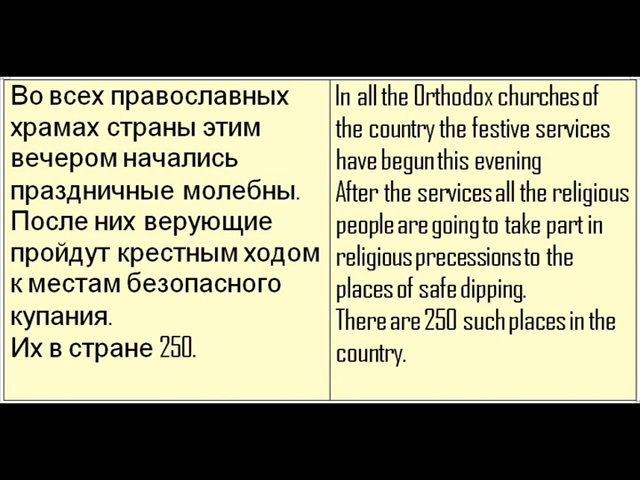 Во всех православных
храмах страны этим
вечером начались
праздничные молебны.
После них верующие
пройдут крестным ходом
к местам безопасного
купания.
Их в стране 250.
In all the Orthodox churches of
the country the festive services
have begun this evening
After the services all the religious
people are going to take part in
religious precessions to the
places of safe dipping.
There are 250 such places in the
country.